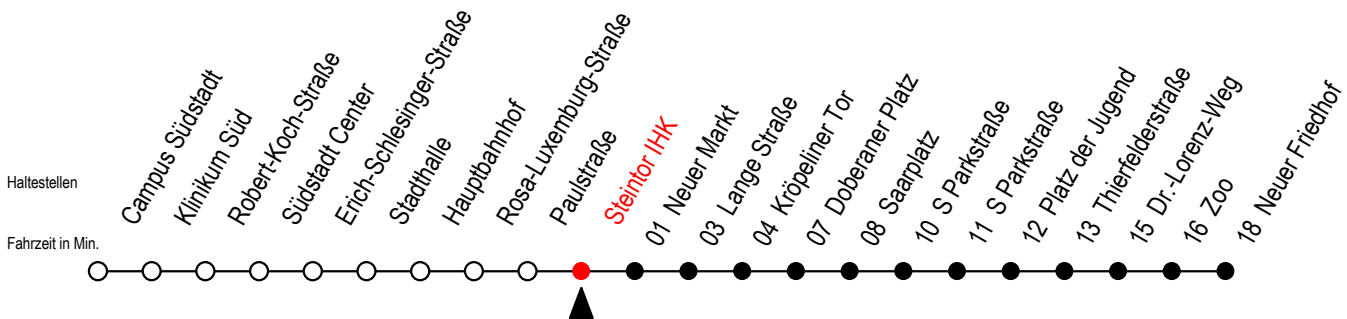 Haltestellen
Fahrzeit in Min.
Campus Südstadt
Klinikum Süd
Robert-Koch-Straße
Südstadt Center
Erich-Schlesinger-Straße
Stadthalle
Hauptbahnhof
Rosa-Luxemburg-Straße
Paulstraße
Steintor IHK
01 Neuer Markt
03 Lange Straße
04 Kröpeliner Tor
07 Doberaner Platz
08 Saarplatz
10 S Parkstraße
11 S Parkstraße
12 Platz der Jugend
13 Thierfelderstraße
15 Dr.-Lorenz-Weg
16 Zoo
18 Neuer Friedhof